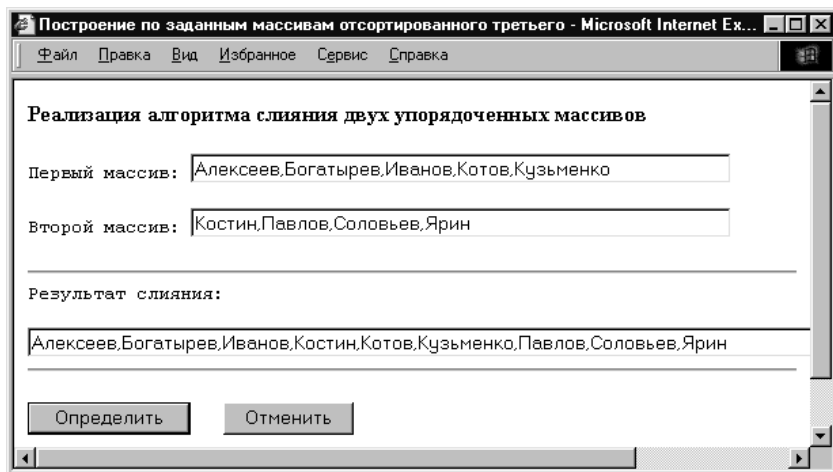 Построение по заданным массивам отсортированного третьего - Microsoft Internet Ex...
Файл Правка Вид Избранное Сервис Справка
Реализация алгоритма слияния двух упорядоченных массивов
Первый массив: Алексеев,Богатырев,Иванов,Котов,Кузьменко
Второй массив: Костин,Павлов,Соловьев,Ярин
Результат слияния:
Алексеев,Богатырев,Иванов,Костин,Котов,Кузьменко,Павлов,Соловьев,Ярин
Определить Отменить